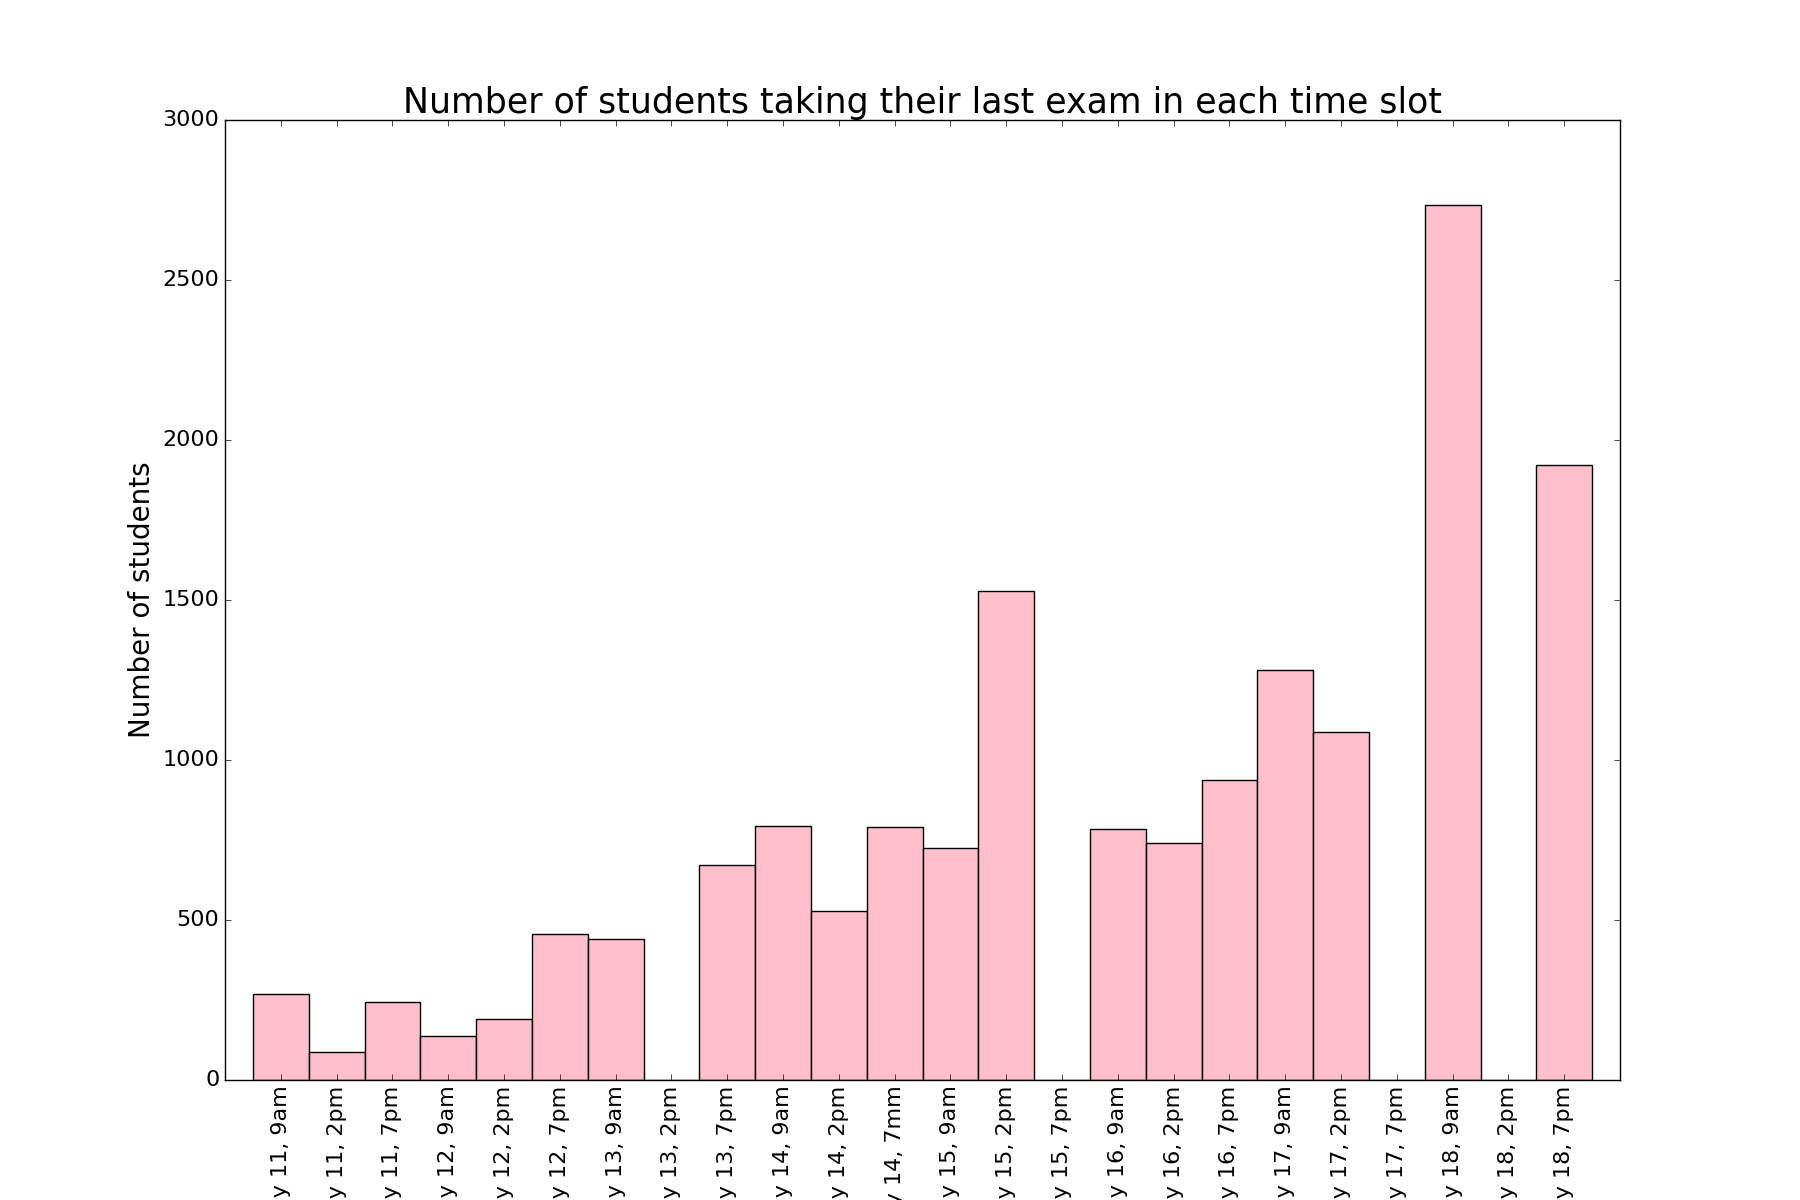 Number of students taking their last exam in each time slot
3000
2500
2000
1500
1000
500
0
Number of students
y 11, 9am
y 11, 2pm
y 11, 7pm
y 12, 9am
y 12, 2pm
y 12, 7pm
y 13, 9am
y 13, 2pm
y 13, 7pm
y 14, 9am
y 14, 2pm
y 14, 7mm
y 15, 9am
y 15, 2pm
y 15, 7pm
y 16, 9am
y 16, 2pm
y 16, 7pm
y 17, 9am
y 17, 2pm
y 17, 7pm
y 18, 9am
y 18, 2pm
y 18, 7pm